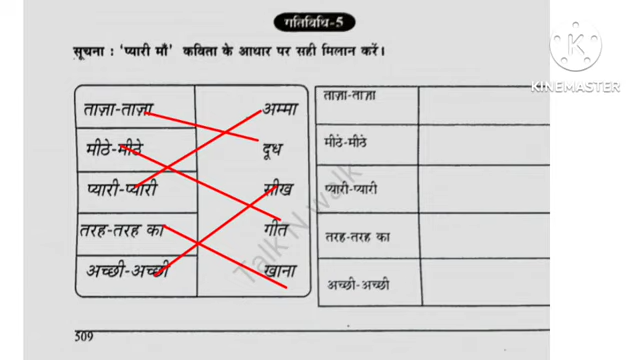 गतिविधि-5
सूचना : 'प्यारी माँ' कविता के आधार पर सही मिलान करें।
KINEMASTER
ताज़ा-ताज़ा अम्मा
मीठे-मीठे दूध
प्यारी-प्यारी सीख
तरह-तरह का गीत
अच्छी-अच्छी खाना
ताज़ा-ताज़ा
मीठे-मीठे
प्यारी-प्यारी
तरह-तरह का
अच्छी-अच्छी
Talk N walk
509